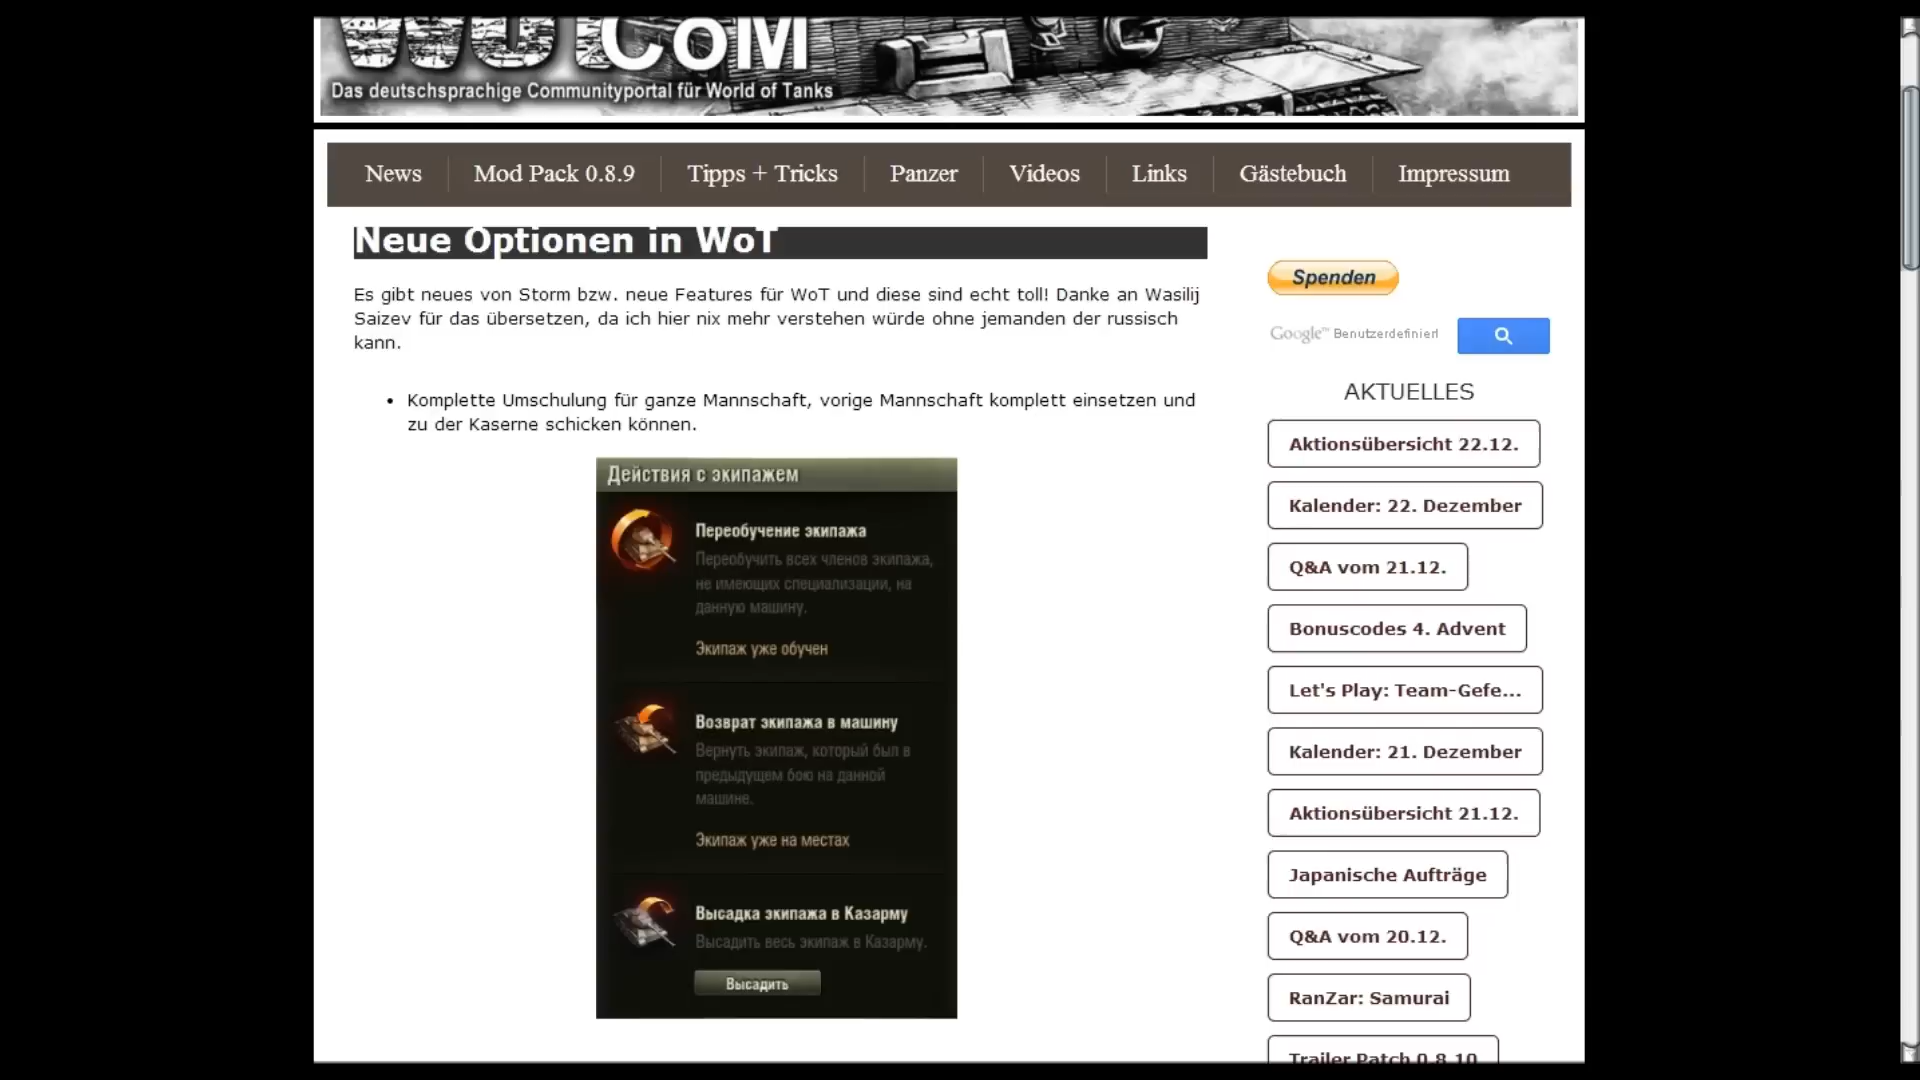 WOTCOM
Das deutschsprachige Communityportal für World of Tanks
News
Mod Pack 0.8.9
Tipps + Tricks
Panzer
Videos
Links
Gästebuch
Impressum
Neue Optionen in WoT
Es gibt neues von Storm bzw. neue Features für WoT und diese sind echt toll! Danke an Wasilij
Saizev für das übersetzen, da ich hier nix mehr verstehen würde ohne jemanden der russisch
kann.
• Komplette Umschulung für ganze Mannschaft, vorige Mannschaft komplett einsetzen und
zu der Kaserne schicken können.
Действия с экипажем
Переобучение экипажа
Переобучить всех членов экипажа,
не имеющих специализации, на
данную машину.
Экипаж уже обучен
Возврат экипажа в машину
Вернуть экипаж, который был в
предыдущем бою на данной
машине.
Экипаж уже на местах
Высадка экипажа в Казарму
Высадить весь экипаж в Казарму.
Высадить
Spenden
Google™ Benutzerdefinier
AKTUELLES
Aktionsübersicht 22.12.
Kalender: 22. Dezember
Q&A vom 21.12.
Bonuscodes 4. Advent
Let's Play: Team-Gefe...
Kalender: 21. Dezember
Aktionsübersicht 21.12.
Japanische Aufträge
Q&A vom 20.12.
RanZar: Samurai
Trailer Patch 0.8.10